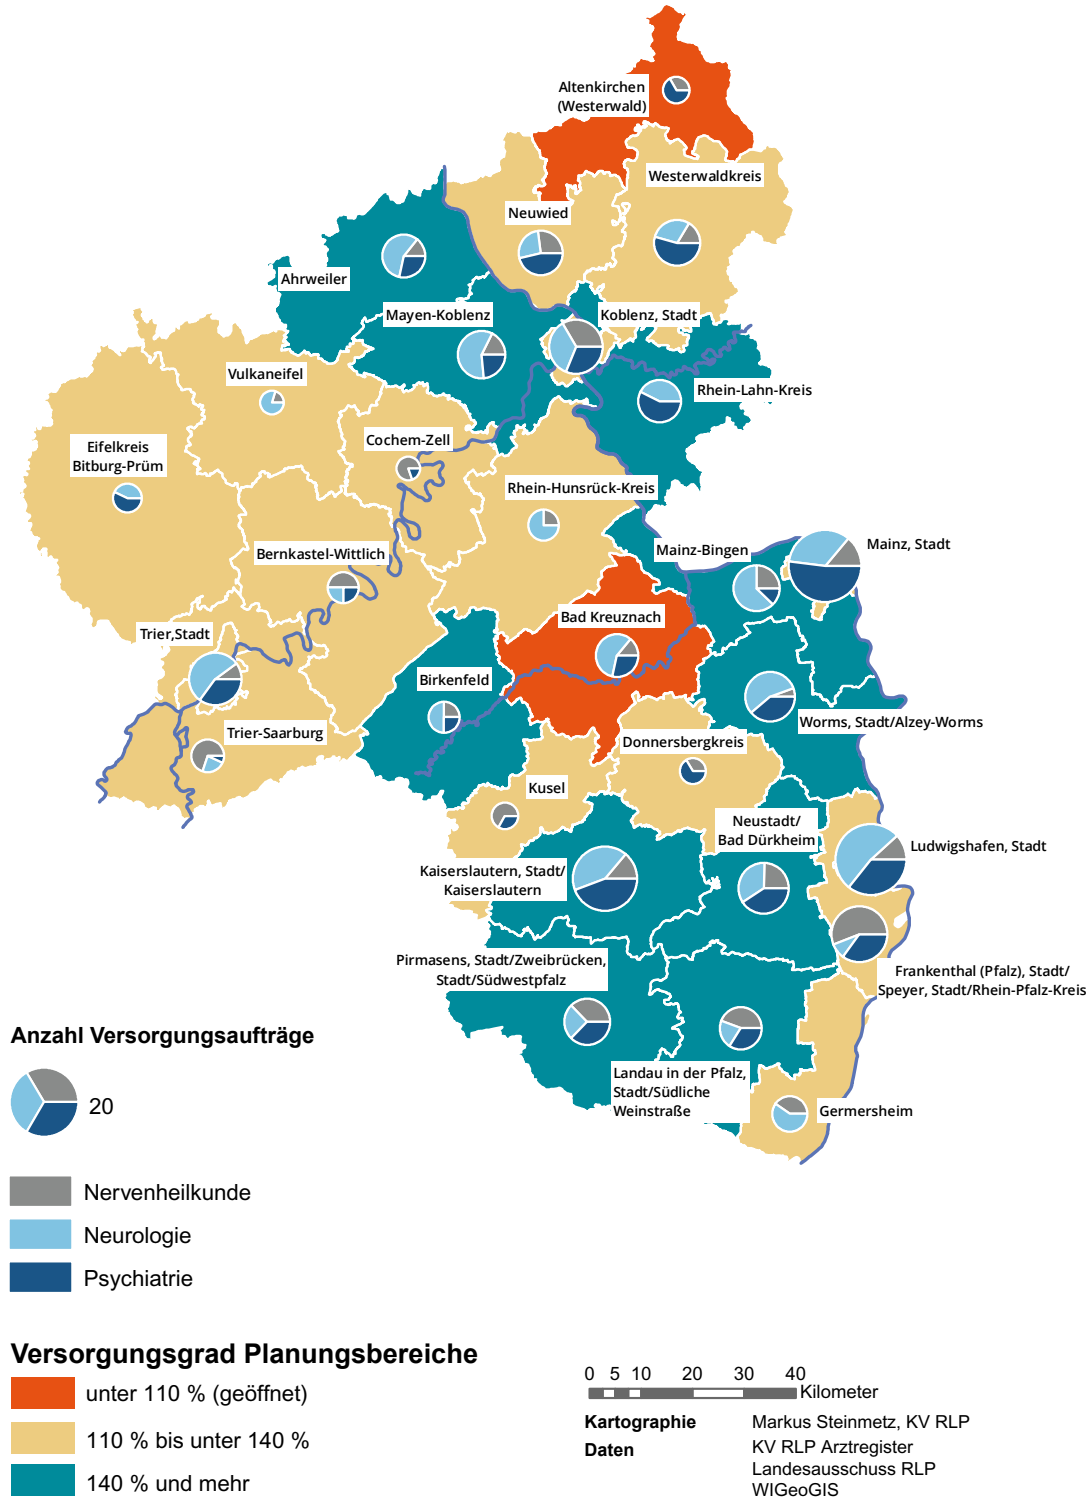 Altenkirchen
(Westerwald)
Westerwaldkreis
Neuwied
Ahrweiler
Mayen-Koblenz
Koblenz, Stadt
Vulkaneifel
Rhein-Lahn-Kreis
Cochem-Zell
Eifelkreis
Bitburg-Prüm
Rhein-Hunsrück-Kreis
Mainz, Stadt
Mainz-Bingen
Bernkastel-Wittlich
Bad Kreuznach
Trier,Stadt
Birkenfeld
Worms, Stadt/Alzey-Worms
Trier-Saarburg
Donnersbergkreis
Kusel
Neustadt/
Bad Dürkheim
Ludwigshafen, Stadt
Kaiserslautern, Stadt/
Kaiserslautern
Pirmasens, Stadt/Zweibrücken,
Stadt/Südwestpfalz
Frankenthal (Pfalz), Stadt/
Speyer, Stadt/Rhein-Pfalz-Kreis
Landau in der Pfalz,
Stadt/Südliche
Weinstraße
Germersheim
Anzahl Versorgungsaufträge
20
Nervenheilkunde
Neurologie
Psychiatrie
Versorgungsgrad Planungsbereiche
unter 110 % (geöffnet)
110 % bis unter 140 %
140 % und mehr
0 5 10 20 30 40
Kilometer
Kartographie Markus Steinmetz, KV RLP
Daten KV RLP Arztregister
Landesausschuss RLP
WIGeoGIS